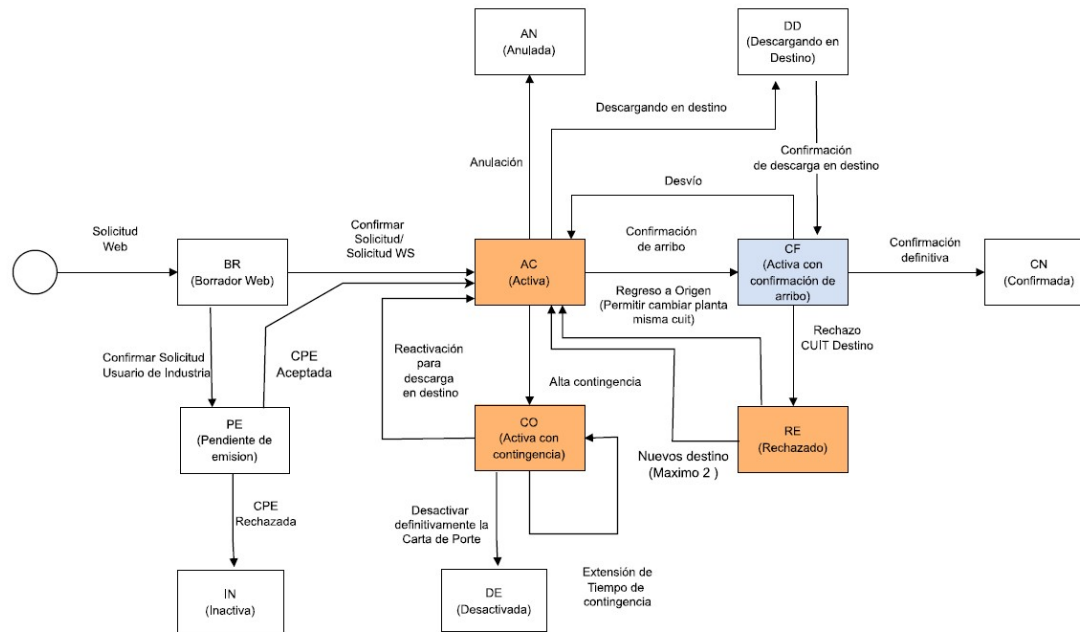 AN
(Anulada)
DD
(Descargando en
Destino)
Descargando en destino
Anulación
Confirmación
de descarga en destino
Desvío
Solicitud
Web
Confirmar
Solicitud/
Solicitud WS
Confirmación
de arribo
Confirmación
definitiva
BR
(Borrador Web)
AC
(Activa)
CF
(Activa con
confirmación de
arribo)
CN
(Confirmada)
Regreso a Origen
(Permitir cambiar planta
misma cuit)
Rechazo
CUIT Destino
Confirmar Solicitud
Usuario de Industria
CPE
Aceptada
Reactivación
para
descarga
en destino
Alta contingencia
PE
(Pendiente de
emision)
CO
(Activa con
contingencia)
RE
(Rechazado)
Nuevos destino
(Maximo 2 )
CPE
Rechazada
Desactivar
definitivamente la
Carta de Porte
Extensión de
Tiempo de
contingencia
IN
(Inactiva)
DE
(Desactivada)